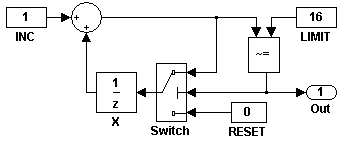 1
INC
+
+
16
LIMIT
~=
1
z
X
Switch
0
RESET
1
Out